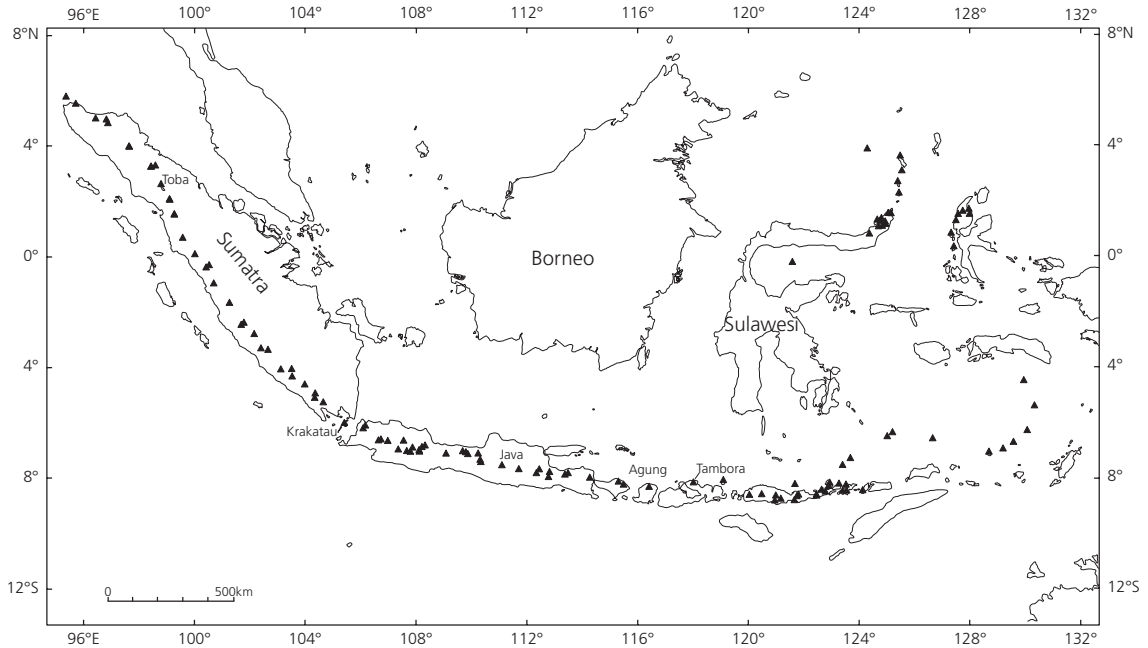 96°E 100° 104° 108° 112° 116° 120° 124° 128° 132°
8°N 8°N
4° 4°
Toba
Sumatra
0° Borneo 0°
Sulawesi
4° 4°
Krakatau
Java Agung Tambora
8° 8°
12°S 12°S
0 500km
96°E 100° 104° 108° 112° 116° 120° 124° 128° 132°